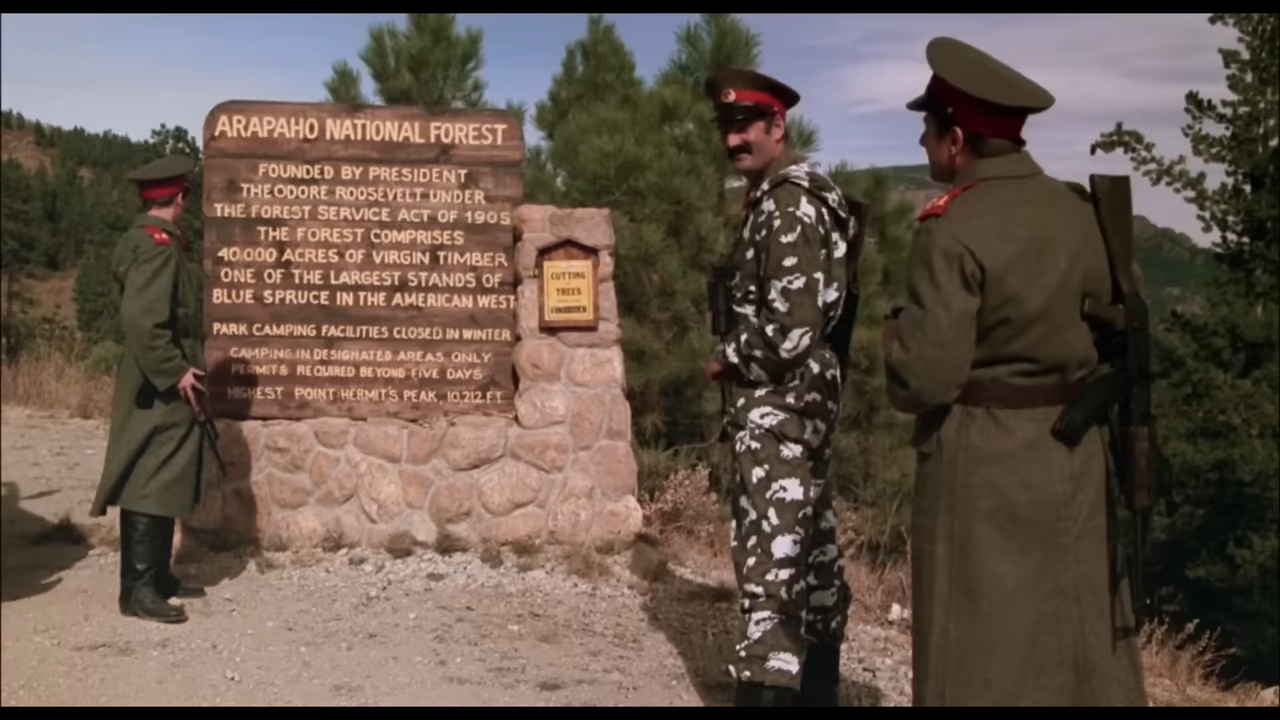 ARAPAHO NATIONAL FOREST
FOUNDED BY PRESIDENT
THEODORE ROOSEVELT UNDER
THE FOREST SERVICE ACT OF 1905
THE FOREST COMPRISES
40,000 ACRES OF VIRGIN TIMBER
ONE OF THE LARGEST STANDS OF
BLUE SPRUCE IN THE AMERICAN WEST
PARK CAMPING FACILITIES CLOSED IN WINTER
CAMPING IN DESIGNATED AREAS ONLY
PERMITS REQUIRED BEYOND FIVE DAYS
HIGHEST POINT: HERMIT'S PEAK, 10,212 FT.
CUTTING
TREES
FORBIDDEN